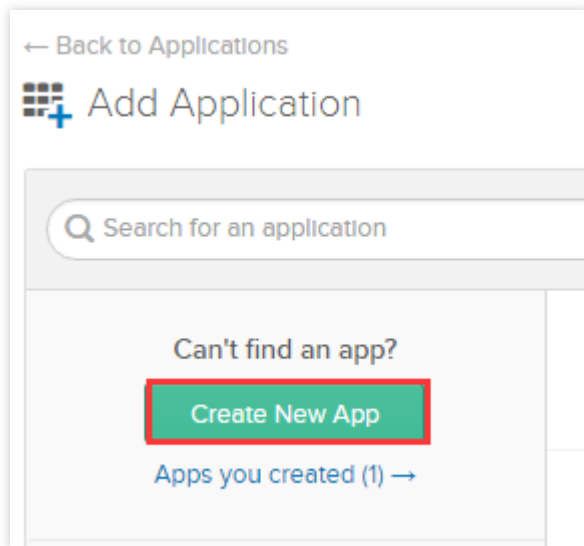 ← Back to Applications
Add Application
Search for an application
Can't find an app?
Create New App
Apps you created (1) →